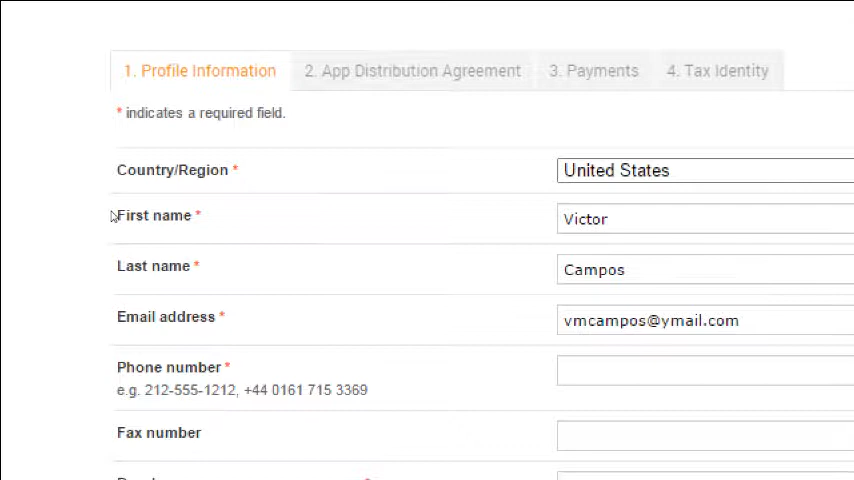 1. Profile Information 2. App Distribution Agreement 3. Payments 4. Tax Identity
* indicates a required field.
Country/Region * United States
First name * Victor
Last name * Campos
Email address * vmcampos@ymail.com
Phone number *
e.g. 212-555-1212, +44 0161 715 3369
Fax number